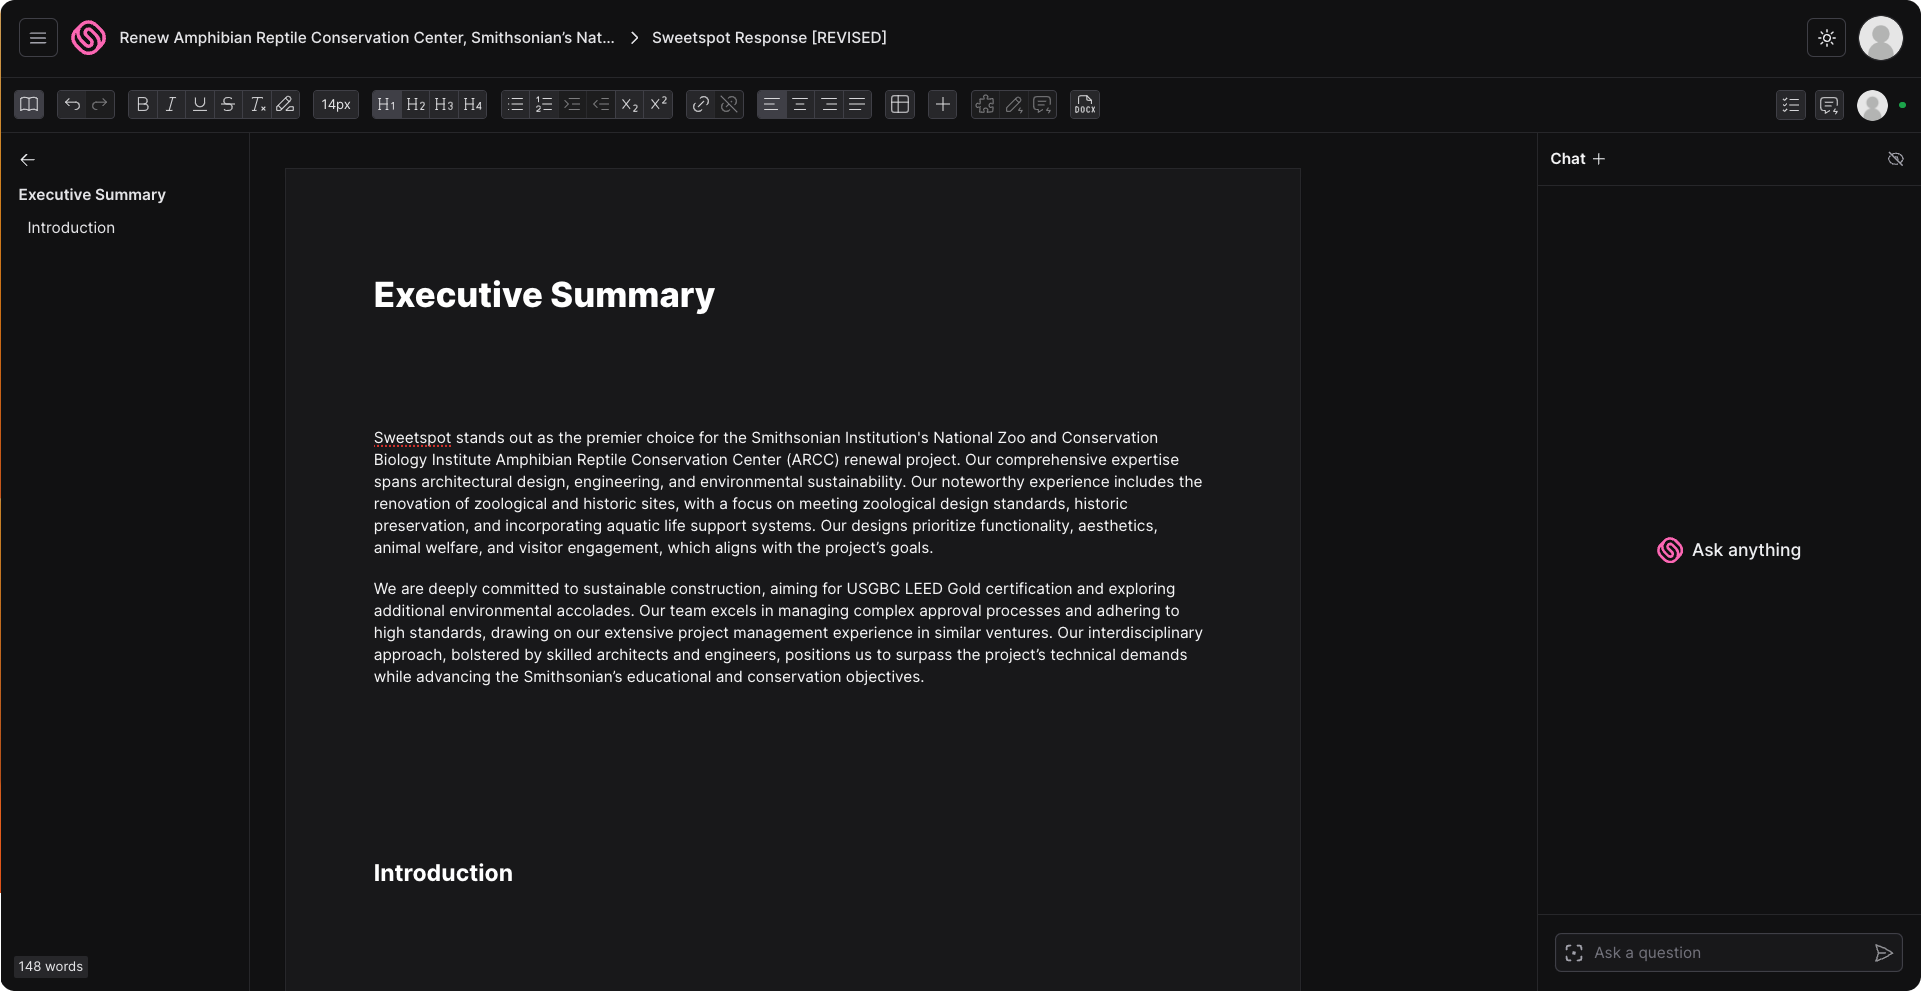 Renew Amphibian Reptile Conservation Center, Smithsonian’s Nat... > Sweetspot Response [REVISED]
B I U S Tx 14px H1 H2 H3 H4 X2 X² DOCX
Executive Summary
Introduction
Chat +
Executive Summary
Sweetspot stands out as the premier choice for the Smithsonian Institution's National Zoo and Conservation
Biology Institute Amphibian Reptile Conservation Center (ARCC) renewal project. Our comprehensive expertise
spans architectural design, engineering, and environmental sustainability. Our noteworthy experience includes the
renovation of zoological and historic sites, with a focus on meeting zoological design standards, historic
preservation, and incorporating aquatic life support systems. Our designs prioritize functionality, aesthetics,
animal welfare, and visitor engagement, which aligns with the project’s goals.
We are deeply committed to sustainable construction, aiming for USGBC LEED Gold certification and exploring
additional environmental accolades. Our team excels in managing complex approval processes and adhering to
high standards, drawing on our extensive project management experience in similar ventures. Our interdisciplinary
approach, bolstered by skilled architects and engineers, positions us to surpass the project’s technical demands
while advancing the Smithsonian’s educational and conservation objectives.
Introduction
Ask anything
Ask a question
148 words